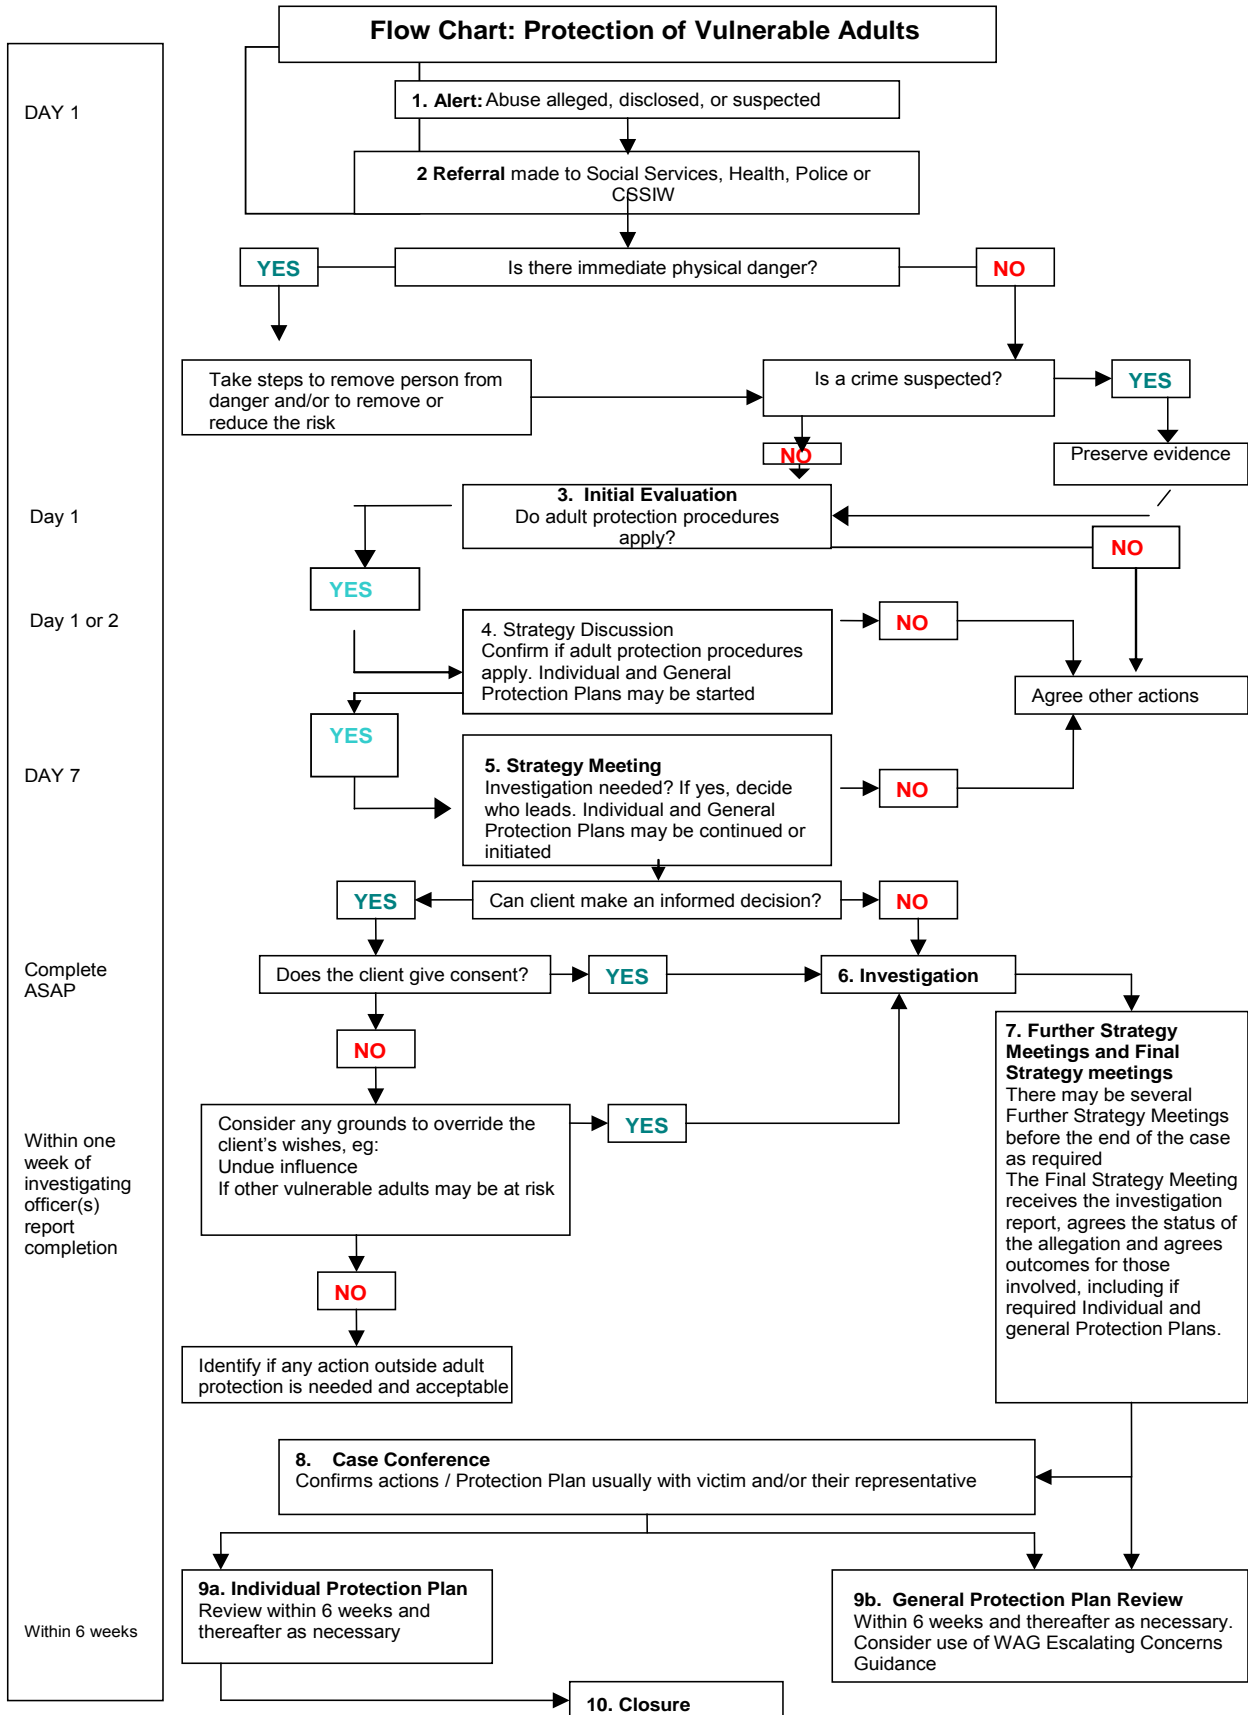 Flow Chart: Protection of Vulnerable Adults
DAY 1
1. Alert: Abuse alleged, disclosed, or suspected
2 Referral made to Social Services, Health, Police or
CSSIW
YES
Is there immediate physical danger?
NO
Take steps to remove person from
danger and/or to remove or
reduce the risk
Is a crime suspected?
YES
NO
Preserve evidence
Day 1
3. Initial Evaluation
Do adult protection procedures
apply?
NO
YES
Day 1 or 2
4. Strategy Discussion
Confirm if adult protection procedures
apply. Individual and General
Protection Plans may be started
NO
Agree other actions
YES
DAY 7
5. Strategy Meeting
Investigation needed? If yes, decide
who leads. Individual and General
Protection Plans may be continued or
initiated
NO
YES
Can client make an informed decision?
NO
Complete
ASAP
Does the client give consent?
YES
6. Investigation
NO
7. Further Strategy
Meetings and Final
Strategy meetings
There may be several
Further Strategy Meetings
before the end of the case
as required
The Final Strategy Meeting
receives the investigation
report, agrees the status of
the allegation and agrees
outcomes for those
involved, including if
required Individual and
general Protection Plans.
Within one
week of
investigating
officer(s)
report
completion
Consider any grounds to override the
client's wishes, eg:
Undue influence
If other vulnerable adults may be at risk
YES
NO
Identify if any action outside adult
protection is needed and acceptable
8. Case Conference
Confirms actions / Protection Plan usually with victim and/or their representative
9a. Individual Protection Plan
Review within 6 weeks and
thereafter as necessary
9b. General Protection Plan Review
Within 6 weeks and thereafter as necessary.
Consider use of WAG Escalating Concerns
Guidance
Within 6 weeks
10. Closure